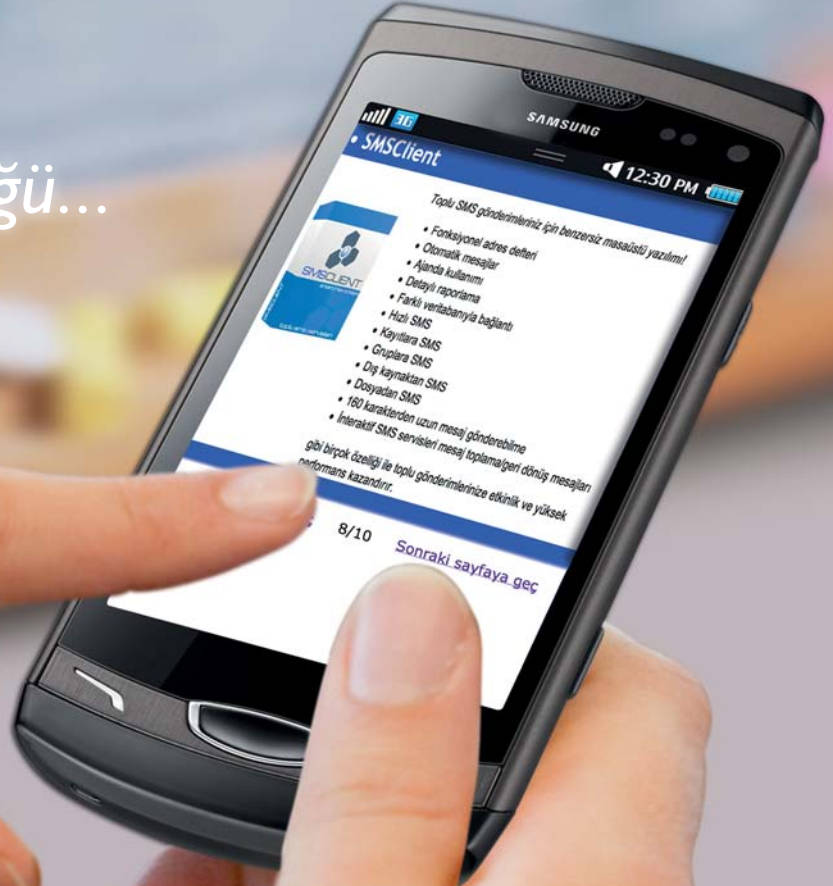 ğü...
SAMSUNG
3G
12:30 PM
• SMSClient
Toplu SMS gönderimleriniz için benzersiz masaüstü yazılımı!
• Fonksiyonel adres defteri
• Otomatik mesajlar
• Ajanda kullanımı
• Detaylı raporlama
• Farklı veritabanıyla bağlantı
• Hızlı SMS
• Kayıtlara SMS
• Gruplara SMS
• Dış kaynaktan SMS
• Dosyadan SMS
• 160 karakterden uzun mesaj gönderebilme
• İnteraktif SMS servisleri mesaj toplama/geri dönüş mesajları
gibi birçok özelliği ile toplu gönderimlerinize etkinlik ve yüksek
performans kazandırır.
SMSCLIENT
8/10
Sonraki sayfaya geç